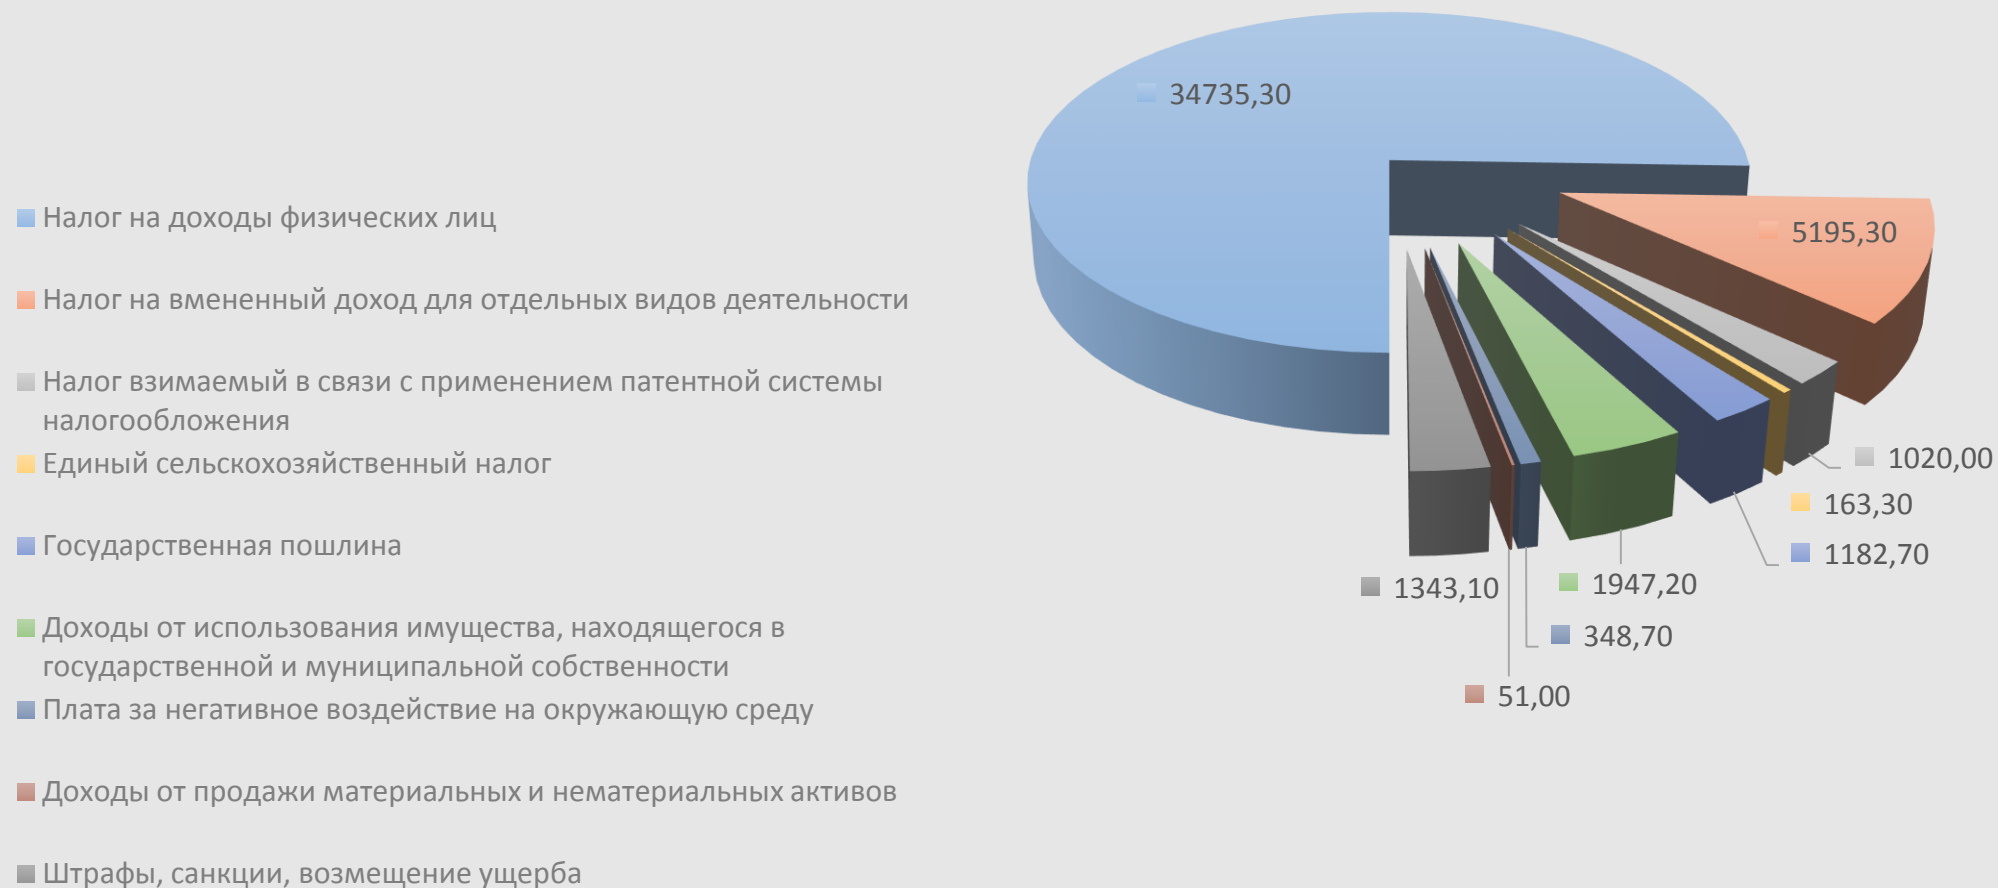 34735,30
5195,30
1020,00
163,30
1182,70
1947,20
1343,10
348,70
51,00
Налог на доходы физических лиц
Налог на вмененный доход для отдельных видов деятельности
Налог взимаемый в связи с применением патентной системы
налогообложения
Единый сельскохозяйственный налог
Государственная пошлина
Доходы от использования имущества, находящегося в
государственной и муниципальной собственности
Плата за негативное воздействие на окружающую среду
Доходы от продажи материальных и нематериальных активов
Штрафы, санкции, возмещение ущерба